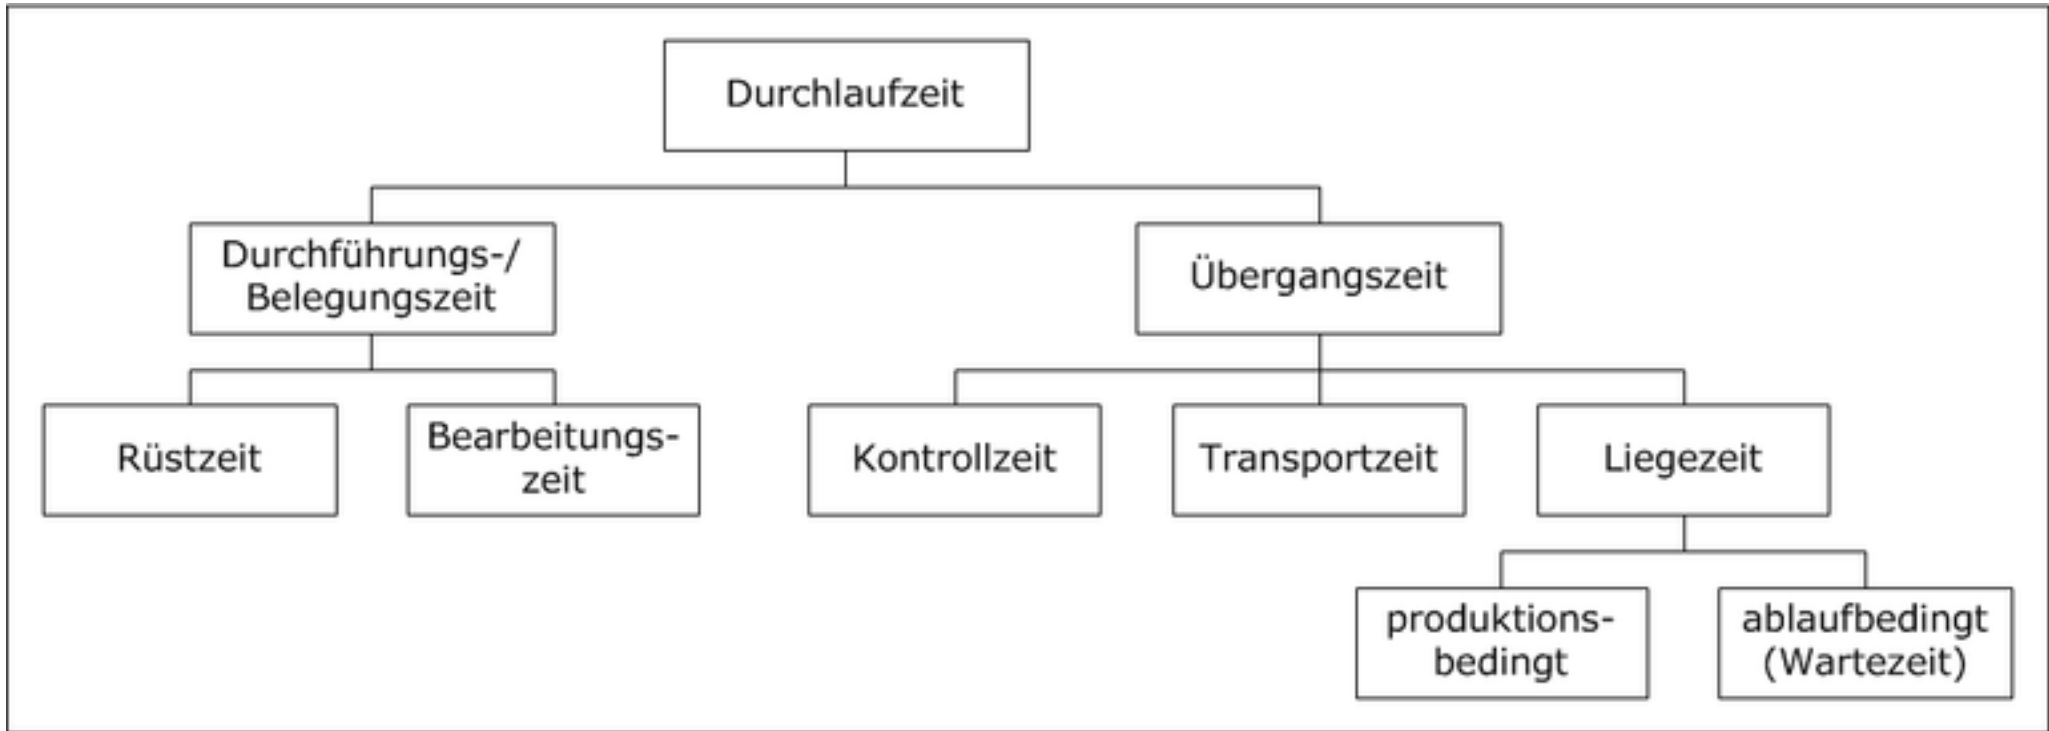 Durchlaufzeit
Durchführungs-/
Belegungszeit
Übergangszeit
Rüstzeit
Bearbeitungs-
zeit
Kontrollzeit
Transportzeit
Liegezeit
produktions-
bedingt
ablaufbedingt
(Wartezeit)